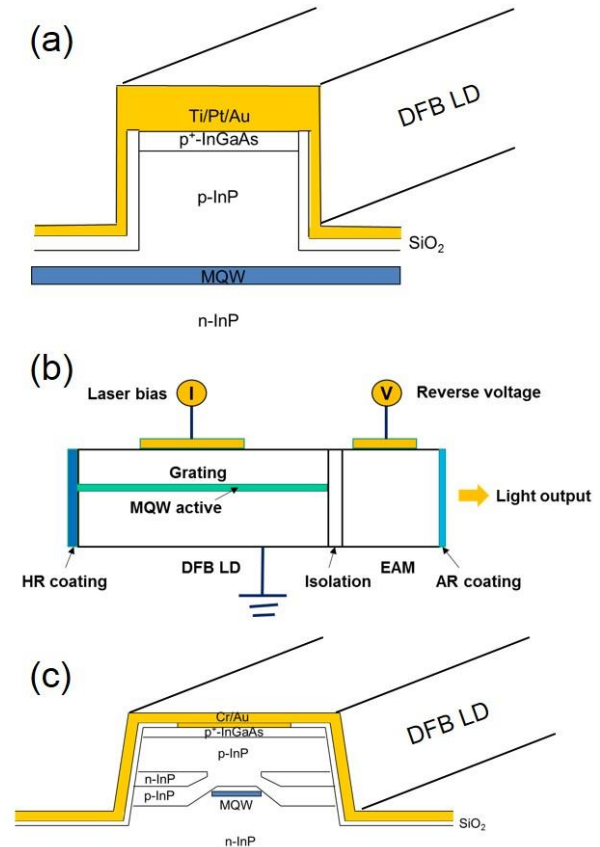 (a)
Ti/Pt/Au
p⁺-InGaAs
DFB LD
p-InP
SiO₂
MQW
n-InP
(b)
Laser bias
I
V
Reverse voltage
Grating
MQW active
Light output
HR coating
DFB LD
Isolation
EAM
AR coating
(c)
Cr/Au
p⁺-InGaAs
DFB LD
p-InP
n-InP
p-InP
MQW
SiO₂
n-InP